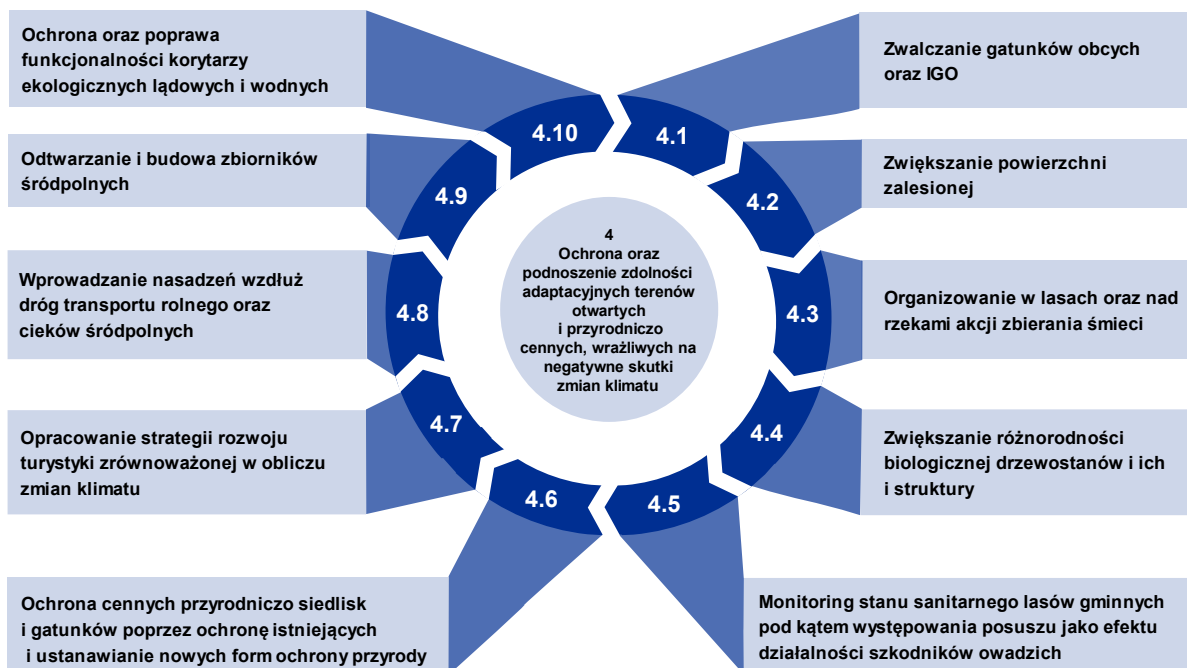 4
Ochrona oraz
podnoszenie zdolności
adaptacyjnych terenów
otwartych
i przyrodniczo
cennych, wrażliwych na
negatywne skutki
zmian klimatu
4.1
Zwalczanie gatunków obcych
oraz IGO
4.2
Zwiększanie powierzchni
zalesionej
4.3
Organizowanie w lasach oraz nad
rzekami akcji zbierania śmieci
4.4
Zwiększanie różnorodności
biologicznej drzewostanów i ich
i struktury
4.5
Monitoring stanu sanitarnego lasów gminnych
pod kątem występowania posuszu jako efektu
działalności szkodników owadzich
4.6
Ochrona cennych przyrodniczo siedlisk
i gatunków poprzez ochronę istniejących
i ustanawianie nowych form ochrony przyrody
4.7
Opracowanie strategii rozwoju
turystyki zrównoważonej w obliczu
zmian klimatu
4.8
Wprowadzanie nasadzeń wzdłuż
dróg transportu rolnego oraz
cieków śródpolnych
4.9
Odtwarzanie i budowa zbiorników
śródpolnych
4.10
Ochrona oraz poprawa
funkcjonalności korytarzy
ekologicznych lądowych i wodnych